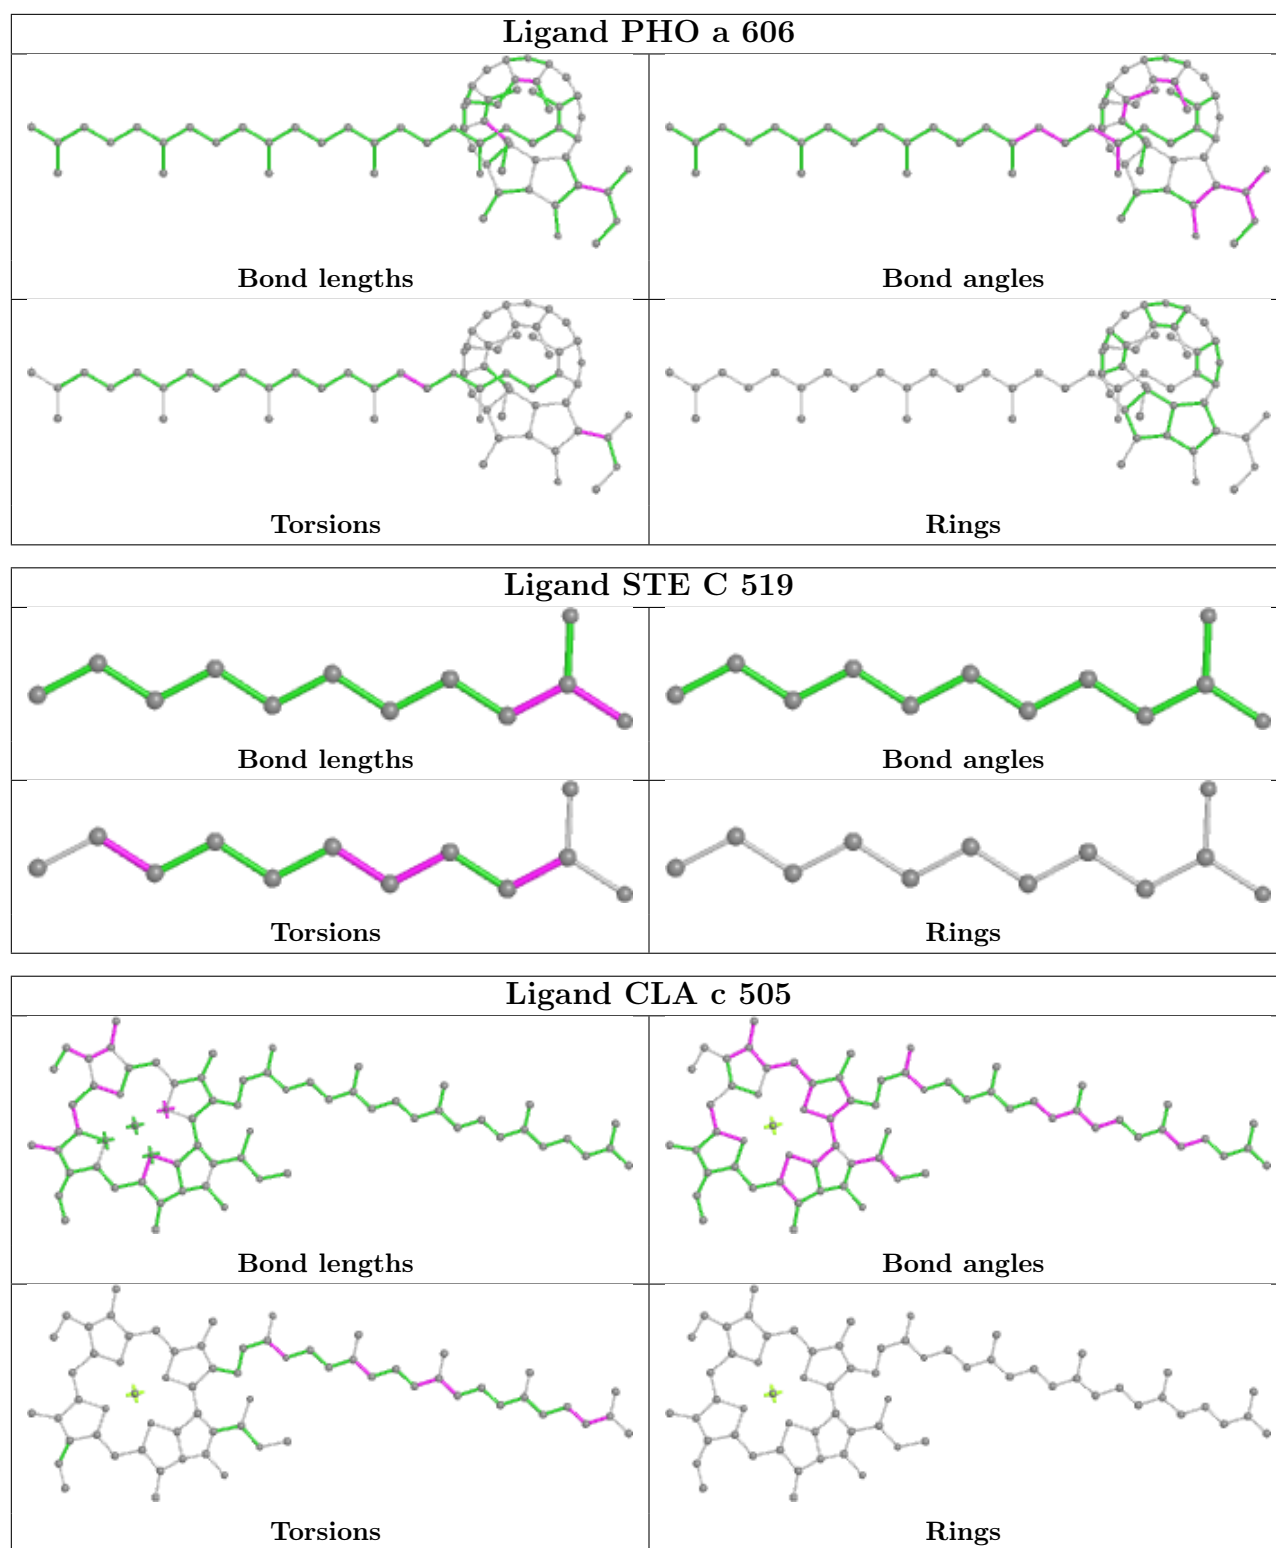 Ligand PHO a 606
Bond lengths
Bond angles
Torsions
Rings
Ligand STE C 519
Bond lengths
Bond angles
Torsions
Rings
Ligand CLA c 505
Bond lengths
Bond angles
Torsions
Rings